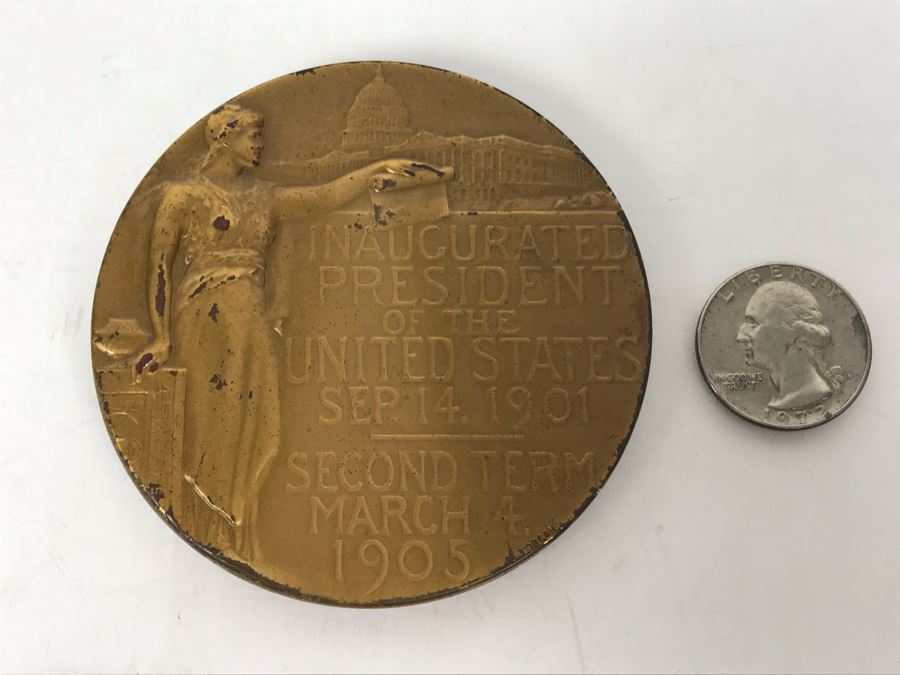 INAUGURATED
PRESIDENT
OF THE
UNITED STATES
SEP. 14. 1901
SECOND TERM
MARCH 4.
1905
MORGAN
LIBERTY
IN GOD WE
TRUST